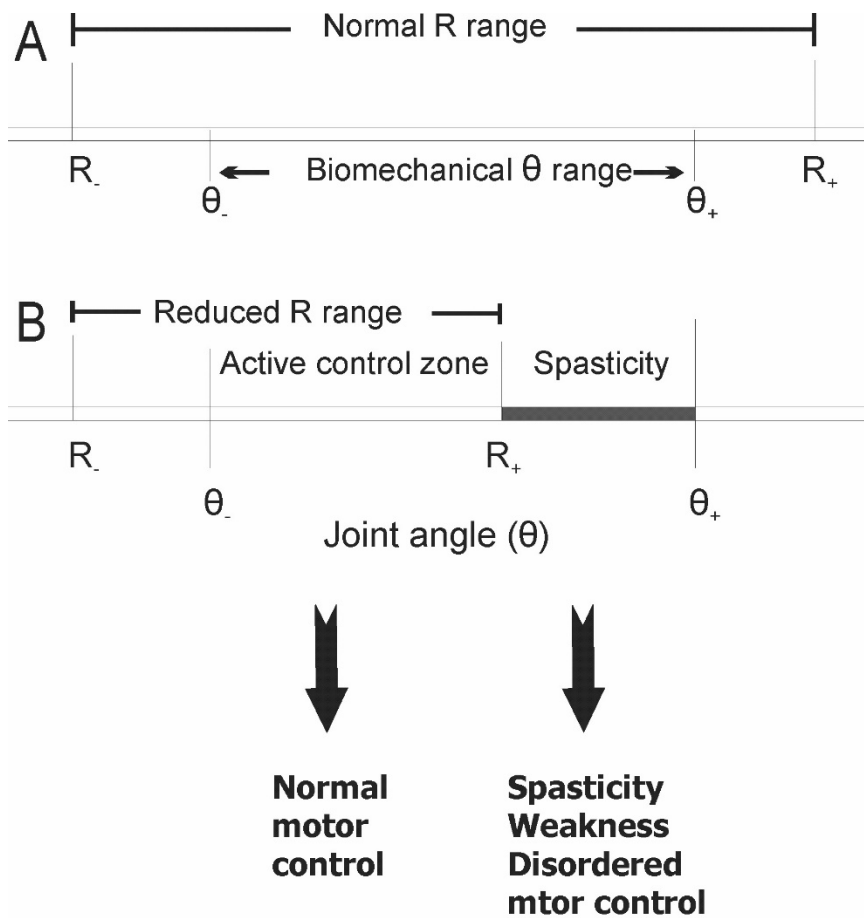 A
Normal R range
R-
Biomechanical θ range
R+
θ-
θ+
B
Reduced R range
Active control zone
Spasticity
R-
R+
θ-
θ+
Joint angle (θ)
Normal
motor
control
Spasticity
Weakness
Disordered
mtor control